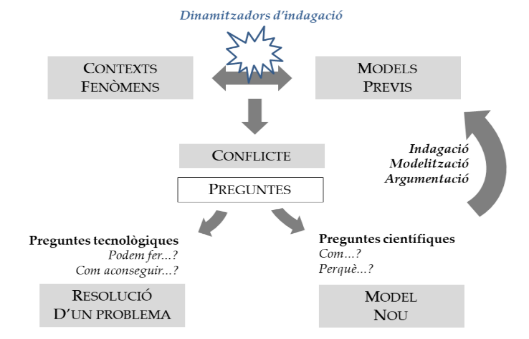 Dinamitzadors d'indagació
CONTEXTS
FENÒMENS
MODELS
PREVIS
Indagació
Modelització
Argumentació
CONFLICTE
PREGUNTES
Preguntes tecnològiques
Podem fer...?
Com aconseguir...?
Preguntes científiques
Com...?
Perquè...?
RESOLUCIÓ
D'UN PROBLEMA
MODEL
NOU